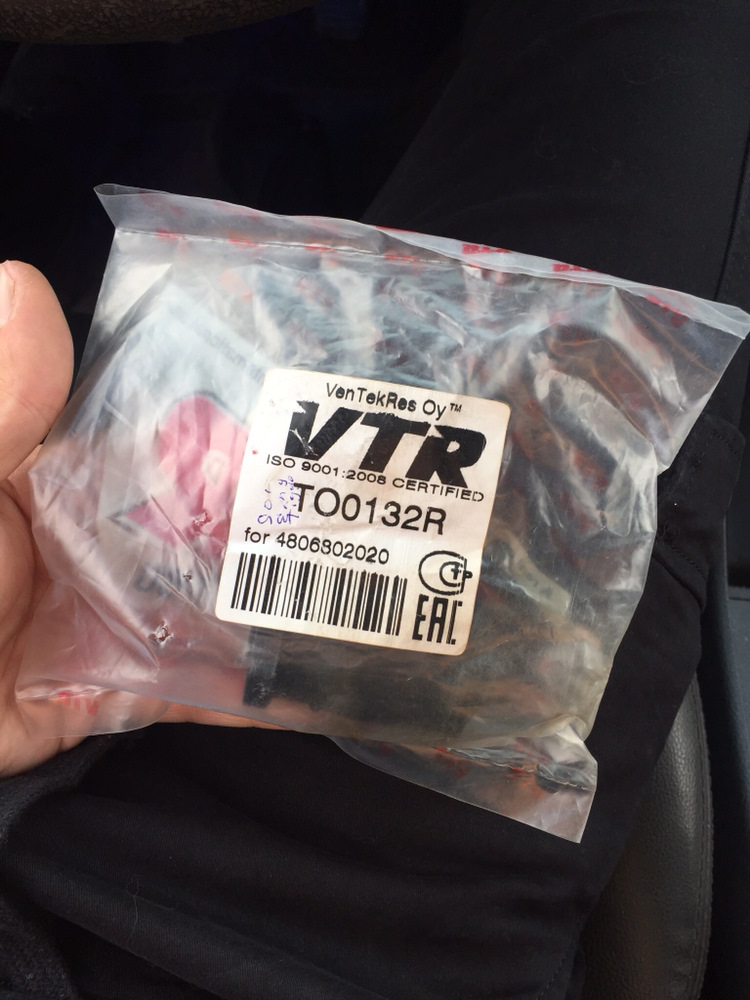 VenTekRes Oy™
VTR
ISO 9001:2008 CERTIFIED
TO0132R
for 4806802020
EAC